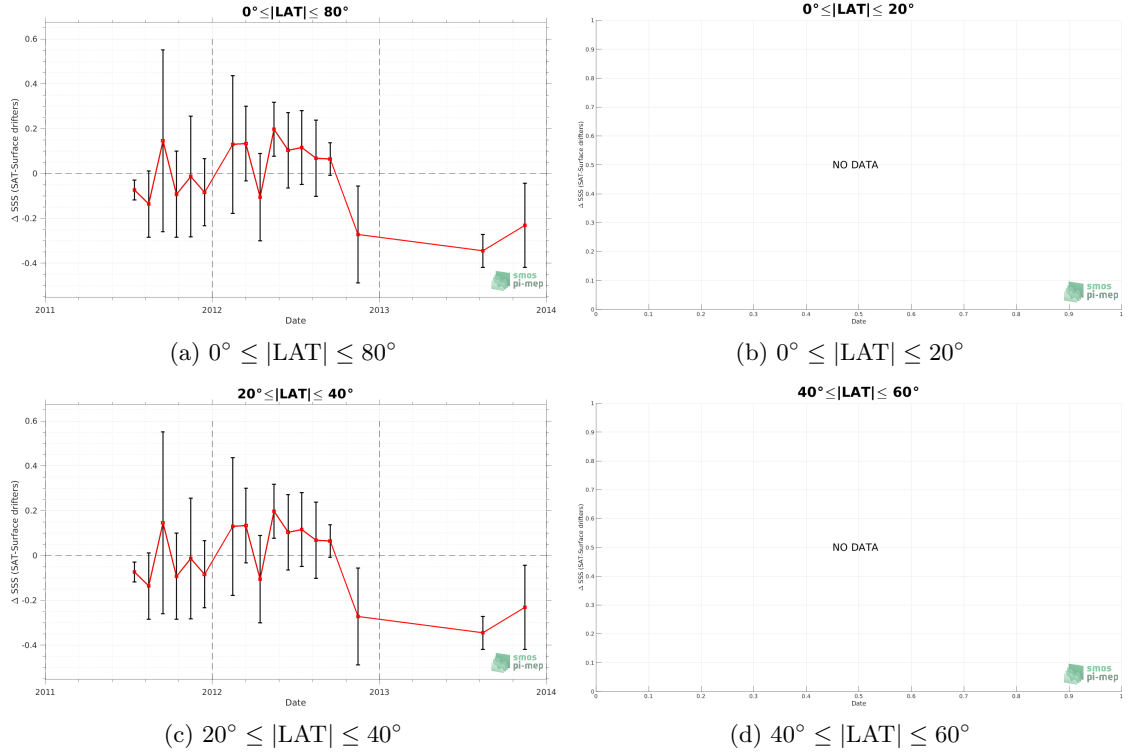 0°≤|LAT|≤ 80°
0.6
0.4
0.2
0
-0.2
-0.4
Δ SSS (SAT-Surface drifters)
2011
2012
2013
2014
Date
smos
pi-mep
(a) 0° ≤ |LAT| ≤ 80°
0°≤|LAT|≤ 20°
1
0.9
0.8
0.7
0.6
0.5
0.4
0.3
0.2
0.1
0
Δ SSS (SAT-Surface drifters)
NO DATA
0
0.1
0.2
0.3
0.4
0.5
0.6
0.7
0.8
0.9
1
Date
smos
pi-mep
(b) 0° ≤ |LAT| ≤ 20°
20°≤|LAT|≤ 40°
0.6
0.4
0.2
0
-0.2
-0.4
Δ SSS (SAT-Surface drifters)
2011
2012
2013
2014
Date
smos
pi-mep
(c) 20° ≤ |LAT| ≤ 40°
40°≤|LAT|≤ 60°
1
0.9
0.8
0.7
0.6
0.5
0.4
0.3
0.2
0.1
0
Δ SSS (SAT-Surface drifters)
NO DATA
0
0.1
0.2
0.3
0.4
0.5
0.6
0.7
0.8
0.9
1
Date
smos
pi-mep
(d) 40° ≤ |LAT| ≤ 60°